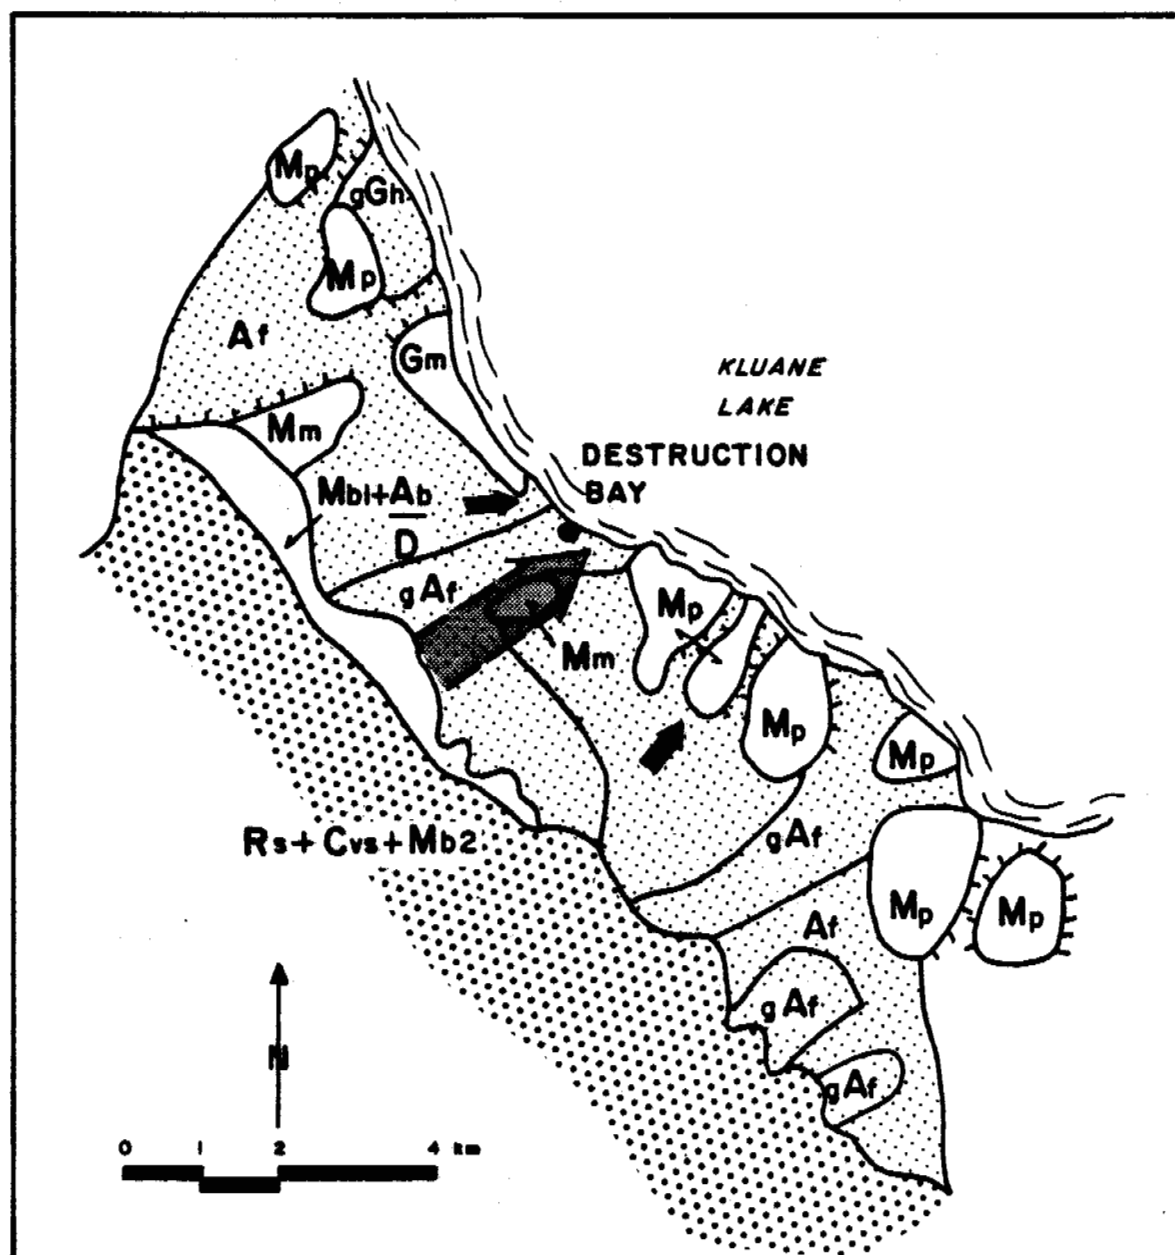 Mp
gGh
Mp
Af
Gm
KLUANE
LAKE
Mm
DESTRUCTION
BAY
Mbl+Ab
D
gAf
Mp
Mm
Mp
Mp
Rs+Cvs+Mb2
gAf
Mp
Mp
Af
gAf
N
gAf
0 1 2 4 km